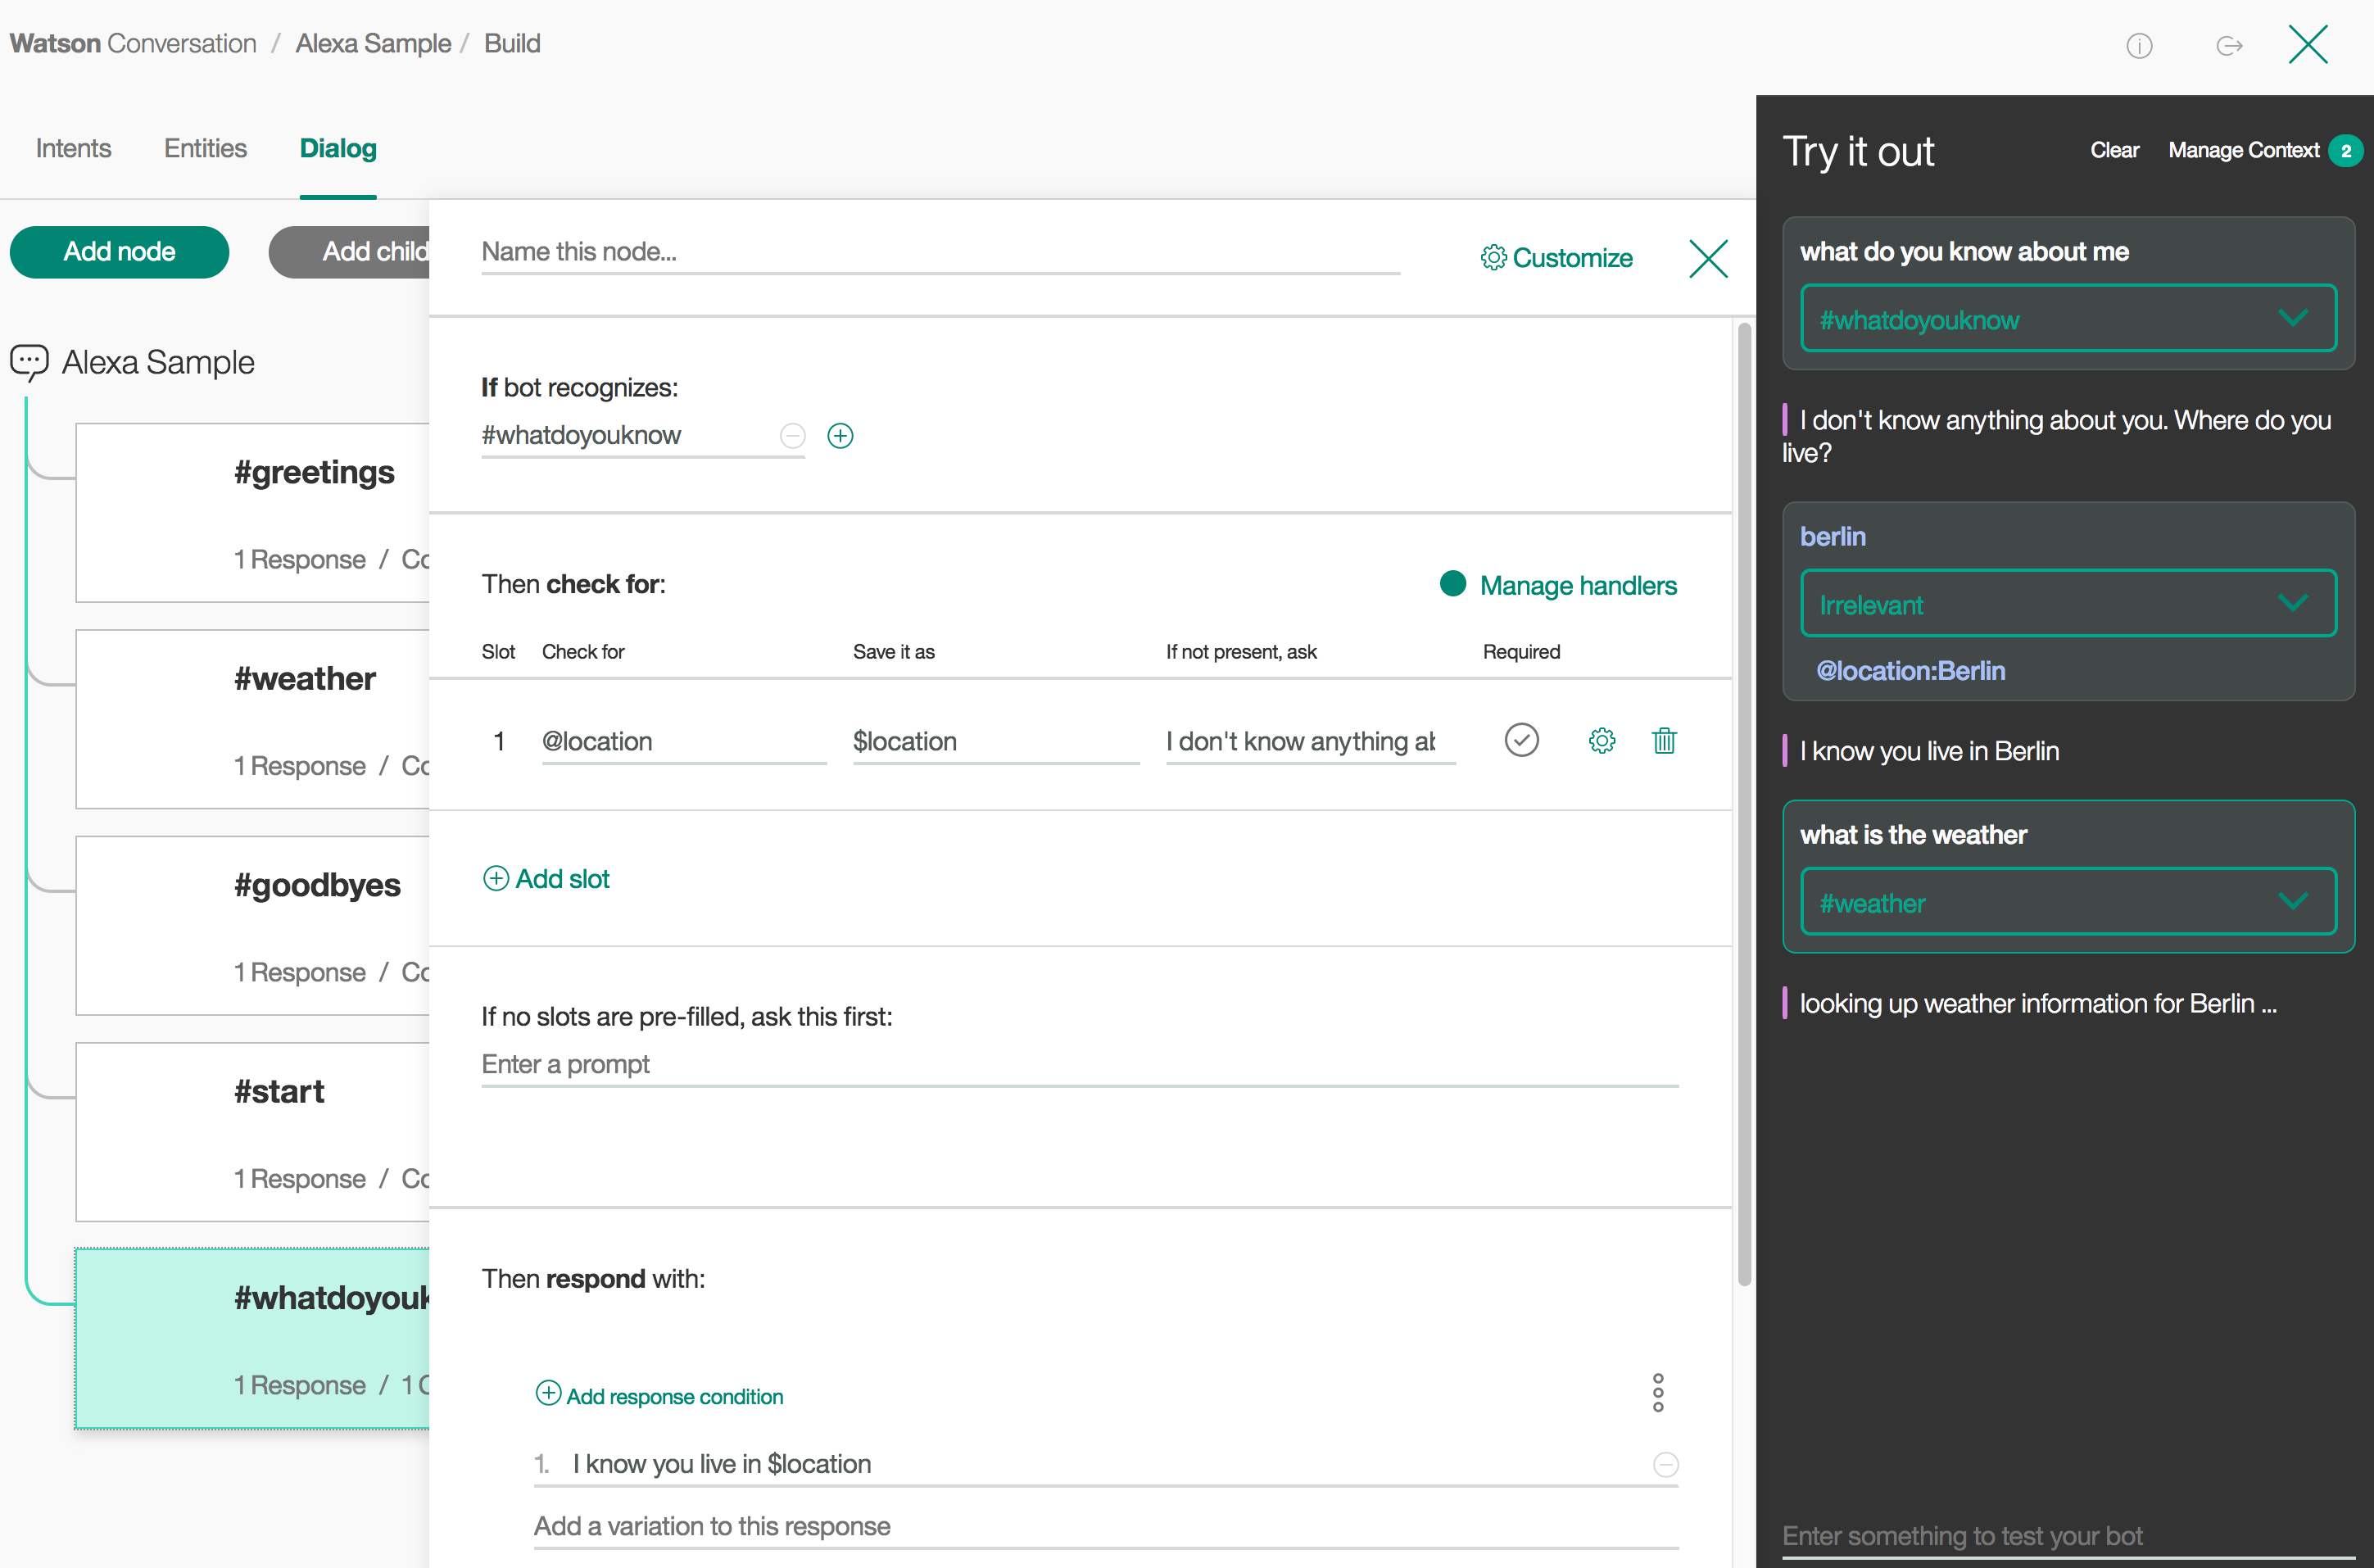 Watson Conversation / Alexa Sample / Build
Intents Entities Dialog
Add node Add child
Alexa Sample
#greetings
1 Response / Co
#weather
1 Response / Co
#goodbyes
1 Response / Co
#start
1 Response / Co
#whatdoyouk
1 Response / 1 C
Name this node...
Customize
If bot recognizes:
#whatdoyouknow
Then check for:
Manage handlers
Slot Check for Save it as If not present, ask Required
1 @location $location I don't know anything ab
Add slot
If no slots are pre-filled, ask this first:
Enter a prompt
Then respond with:
Add response condition
1. I know you live in $location
Add a variation to this response
Try it out Clear Manage Context 2
what do you know about me
#whatdoyouknow
I don't know anything about you. Where do you
live?
berlin
Irrelevant
@location:Berlin
I know you live in Berlin
what is the weather
#weather
looking up weather information for Berlin ...
Enter something to test your bot